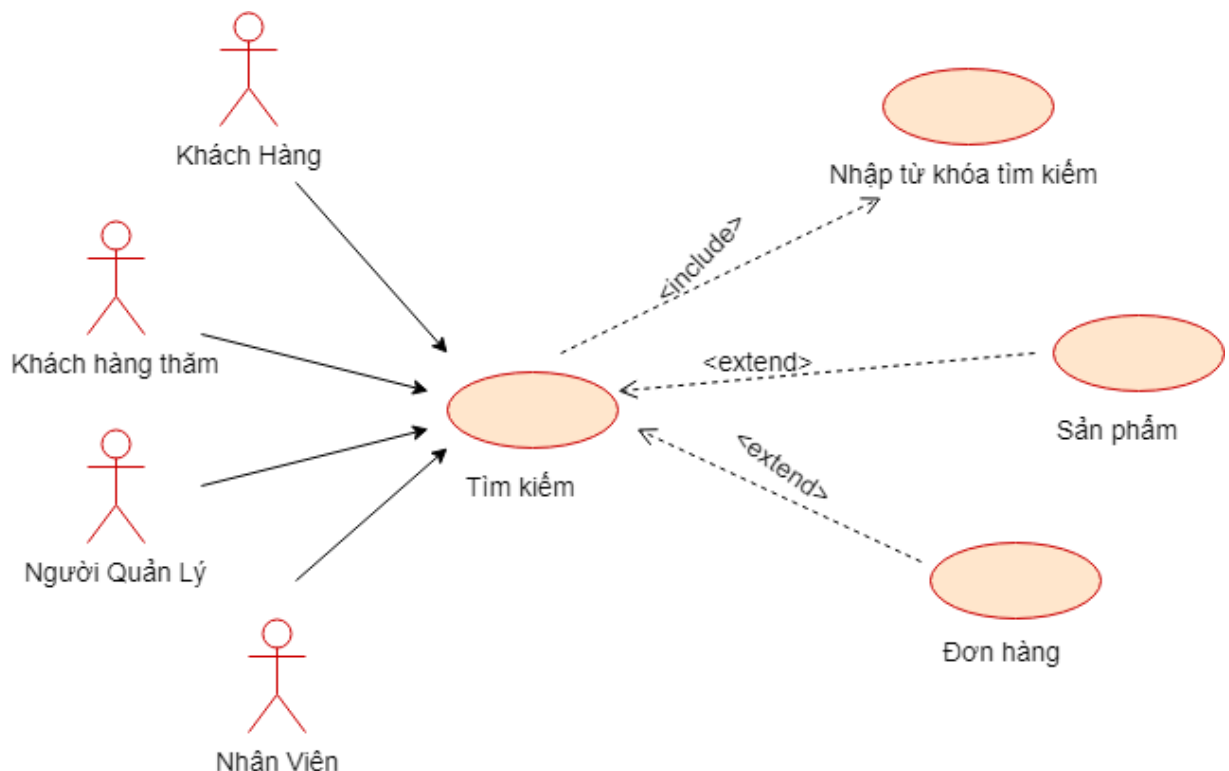 Khách Hàng
Nhập từ khóa tìm kiếm
<include>
Khách hàng thăm
<extend>
Sản phẩm
Tìm kiếm
<extend>
Người Quản Lý
Đơn hàng
Nhân Viên